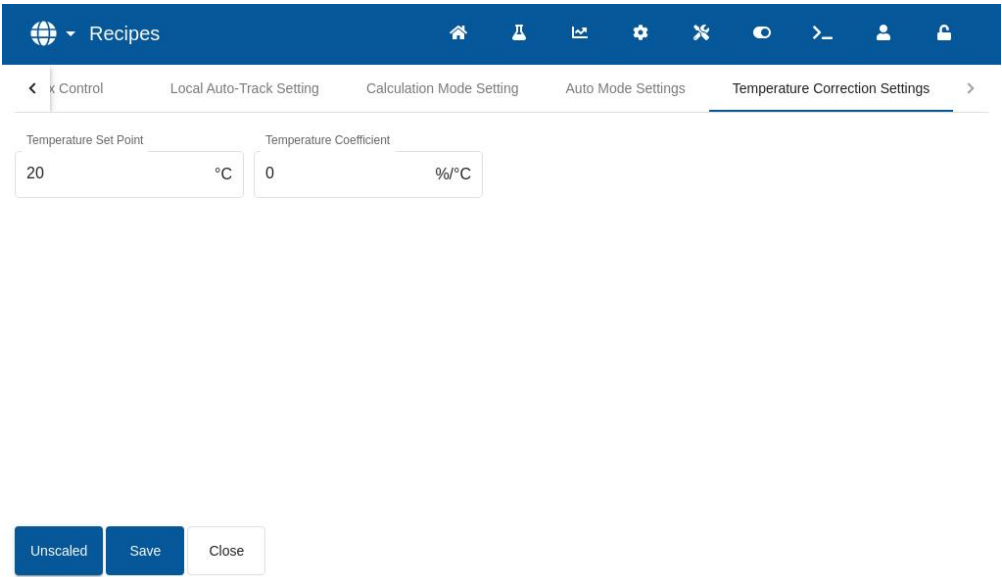 Recipes
x Control Local Auto-Track Setting Calculation Mode Setting Auto Mode Settings Temperature Correction Settings
Temperature Set Point Temperature Coefficient
20 °C 0 %/°C
Unscaled Save Close